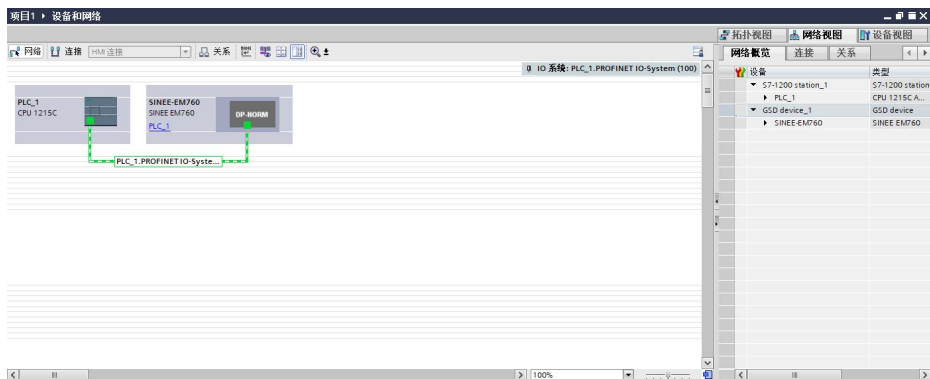 项目1 ▸ 设备和网络
拓扑视图 网络视图 设备视图
网络 连接 HMI 连接 关系
网络概览 连接 关系
IO 系统: PLC_1.PROFINET IO-System (100)
设备 类型
S7-1200 station_1 S7-1200 station
PLC_1 CPU 1215C A...
GSD device_1 GSD device
SINEE-EM760 SINEE EM760
PLC_1
CPU 1215C
SINEE-EM760
SINEE EM760
PLC_1
DP-NORM
PLC_1.PROFINET IO-Syste...
100%